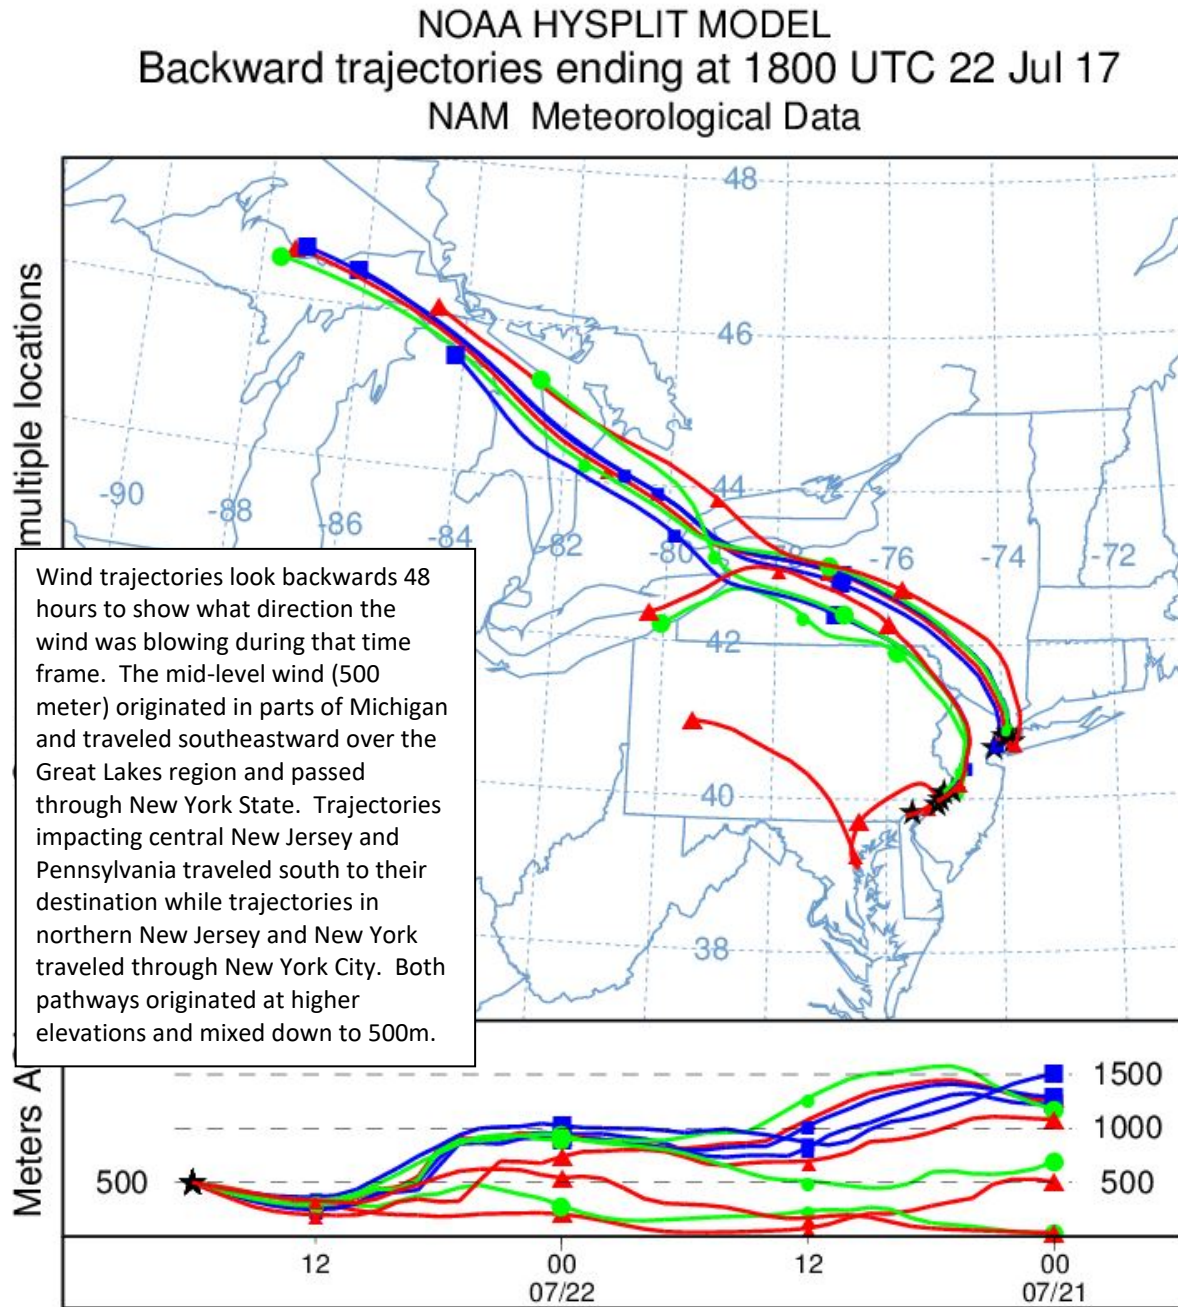 NOAA HYSPLIT MODEL
Backward trajectories ending at 1800 UTC 22 Jul 17
NAM Meteorological Data
multiple locations
48
46
44
42
40
38
-90
-88
-86
-84
-82
-80
-78
-76
-74
-72
Wind trajectories look backwards 48
hours to show what direction the
wind was blowing during that time
frame. The mid-level wind (500
meter) originated in parts of Michigan
and traveled southeastward over the
Great Lakes region and passed
through New York State. Trajectories
impacting central New Jersey and
Pennsylvania traveled south to their
destination while trajectories in
northern New Jersey and New York
traveled through New York City. Both
pathways originated at higher
elevations and mixed down to 500m.
Meters
500
1500
1000
500
12
00
12
00
07/22
07/21